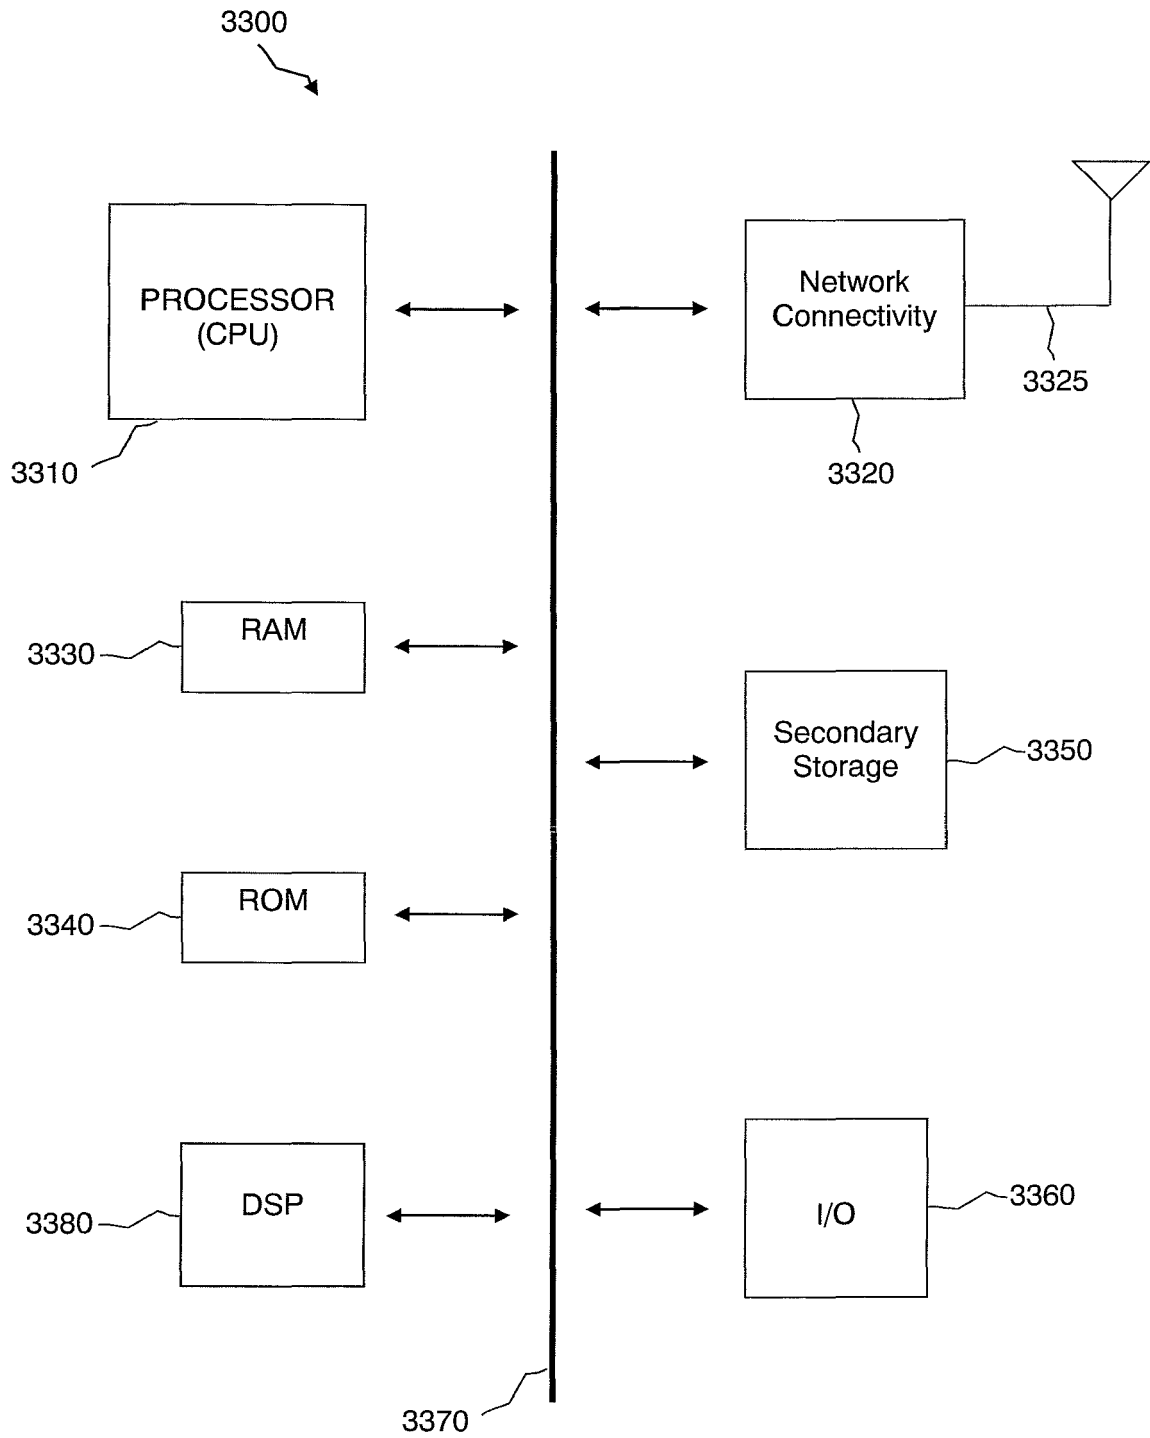 3300
PROCESSOR
(CPU)
3310
Network
Connectivity
3325
3320
RAM
3330
Secondary
Storage
3350
ROM
3340
DSP
3380
I/O
3360
3370